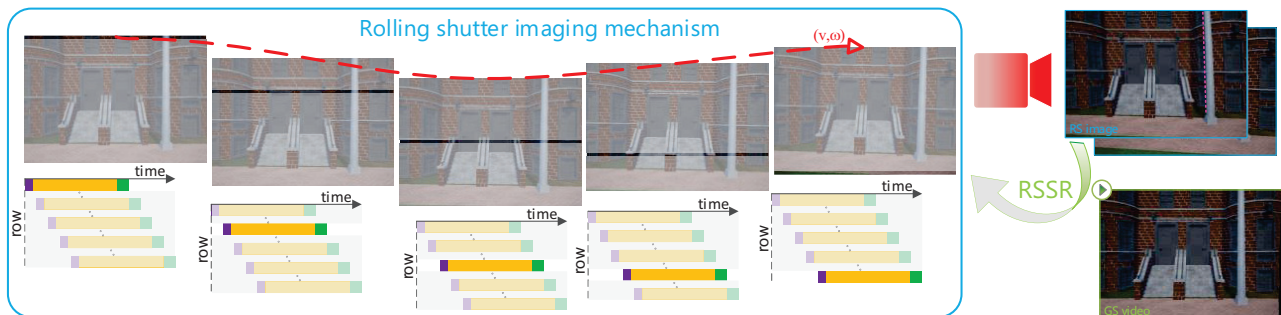 Rolling shutter imaging mechanism
(v,ω)
time
time
time
time
time
row
row
row
row
row
RS image
RSSR
GS video